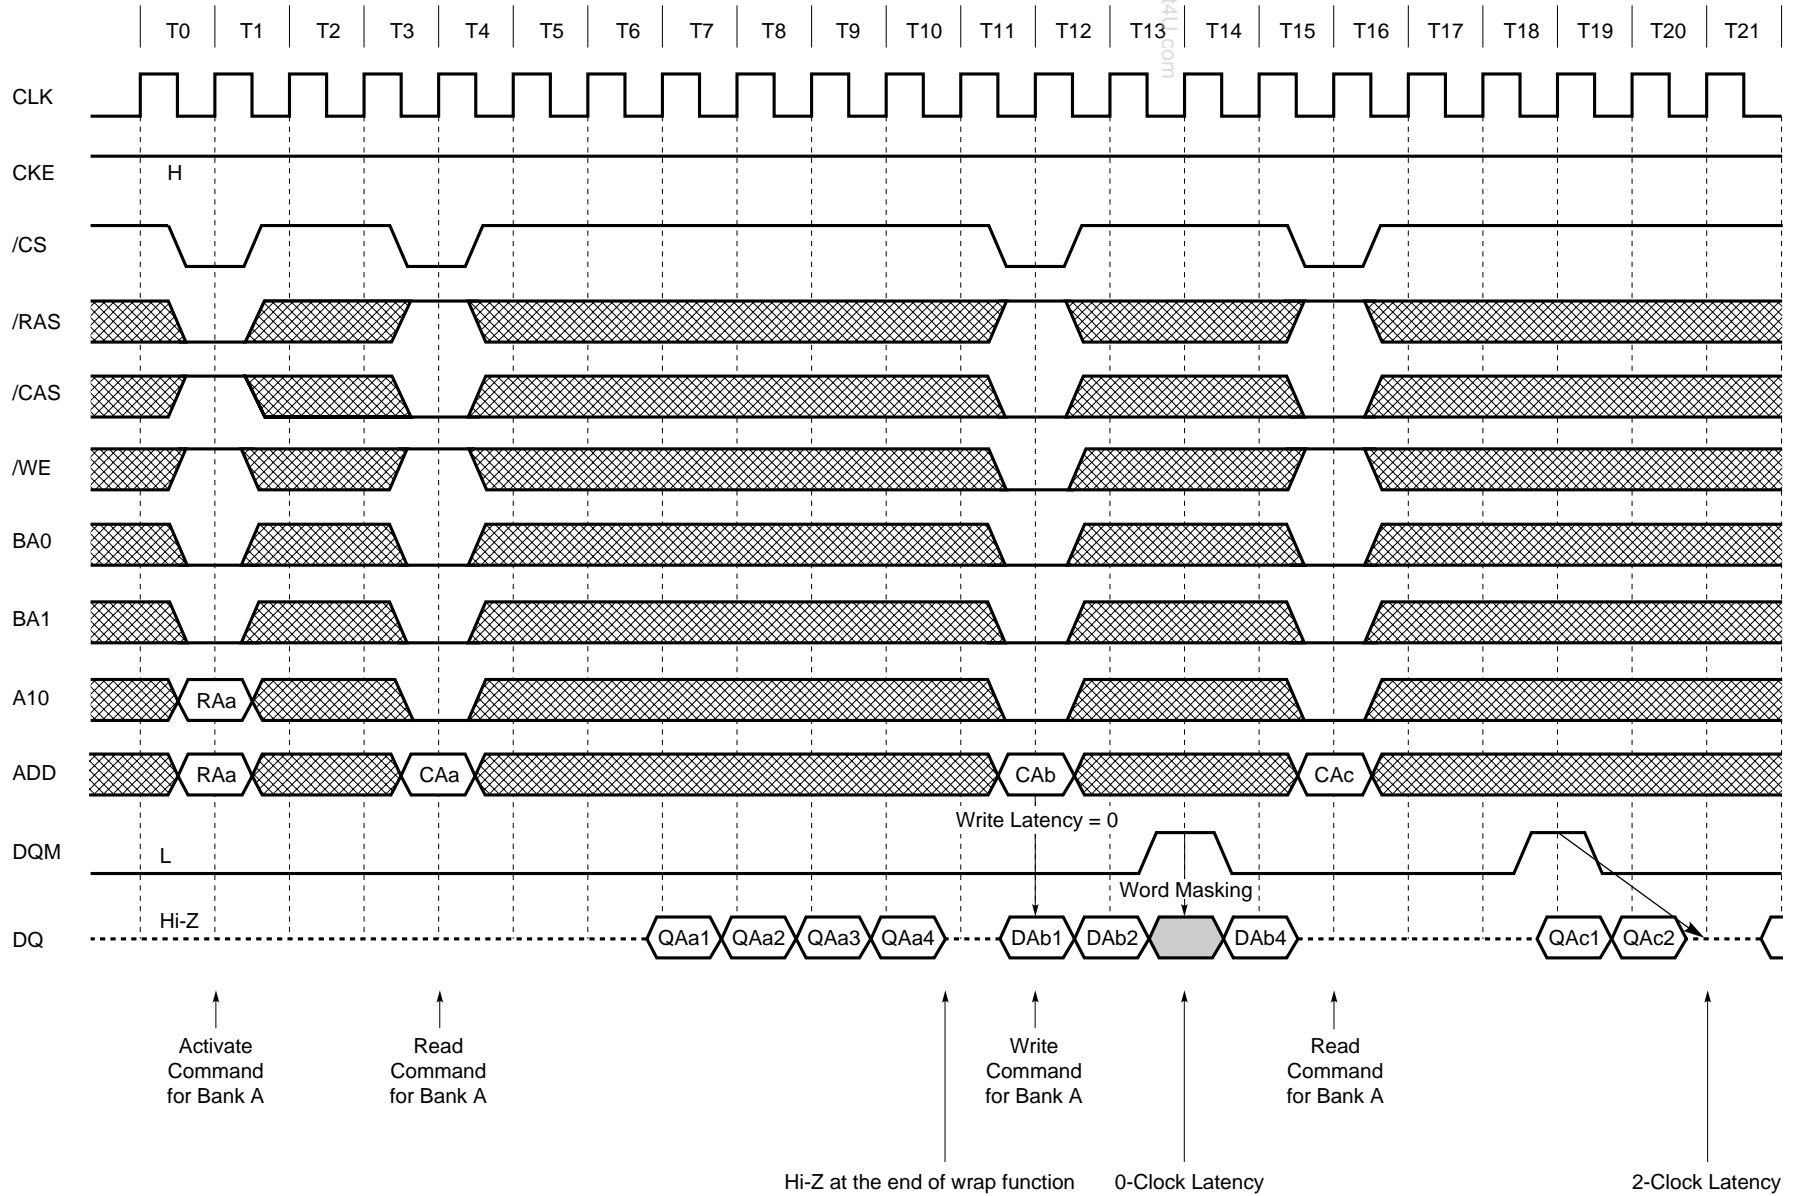 T0 T1 T2 T3 T4 T5 T6 T7 T8 T9 T10 T11 T12 T13 T14 T15 T16 T17 T18 T19 T20 T21
t4U.com
CLK
CKE H
/CS
/RAS
/CAS
/WE
BA0
BA1
A10 RAa
ADD RAa CAa CAb CAc
Write Latency = 0
DQM L
Word Masking
Hi-Z
DQ QAa1 QAa2 QAa3 QAa4 DAb1 DAb2 DAb4 QAc1 QAc2
Activate
Command
for Bank A
Read
Command
for Bank A
Write
Command
for Bank A
Read
Command
for Bank A
Hi-Z at the end of wrap function 0-Clock Latency 2-Clock Latency